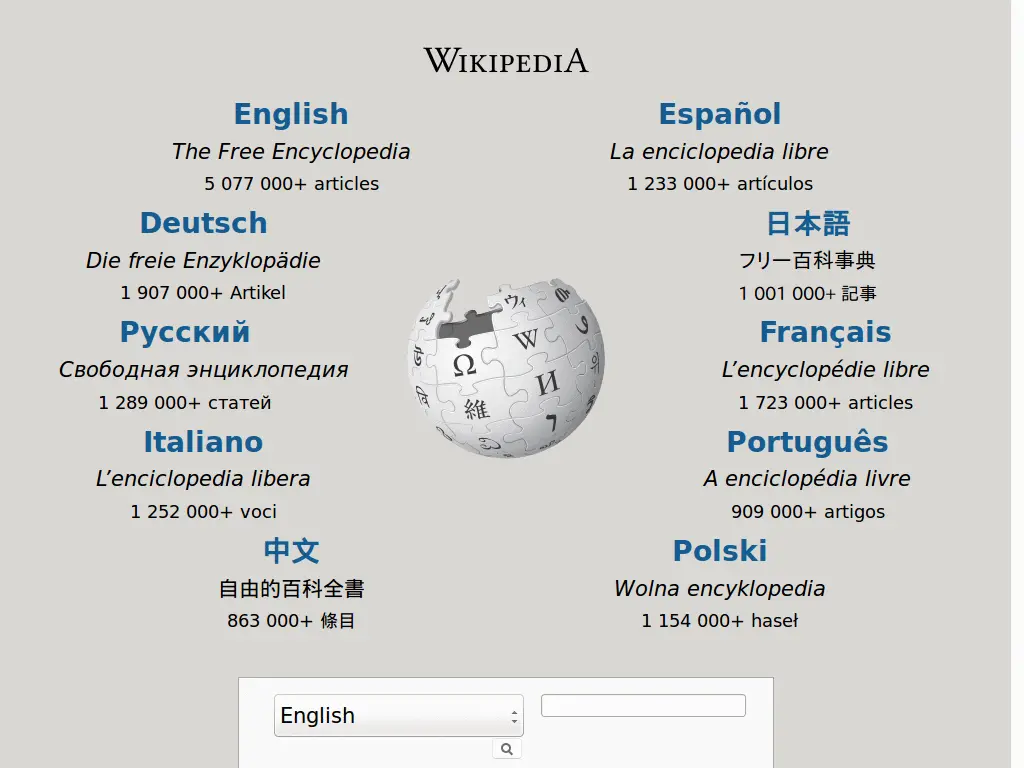 WIKIPEDIA
English
The Free Encyclopedia
5 077 000+ articles
Español
La enciclopedia libre
1 233 000+ artículos
Deutsch
Die freie Enzyklopädie
1 907 000+ Artikel
日本語
フリー百科事典
1 001 000+ 記事
Русский
Свободная энциклопедия
1 289 000+ статей
Français
L’encyclopédie libre
1 723 000+ articles
Italiano
L’enciclopedia libera
1 252 000+ voci
Português
A enciclopédia livre
909 000+ artigos
中文
自由的百科全書
863 000+ 條目
Polski
Wolna encyklopedia
1 154 000+ haseł
ウィ
W
Ω
И
維
English